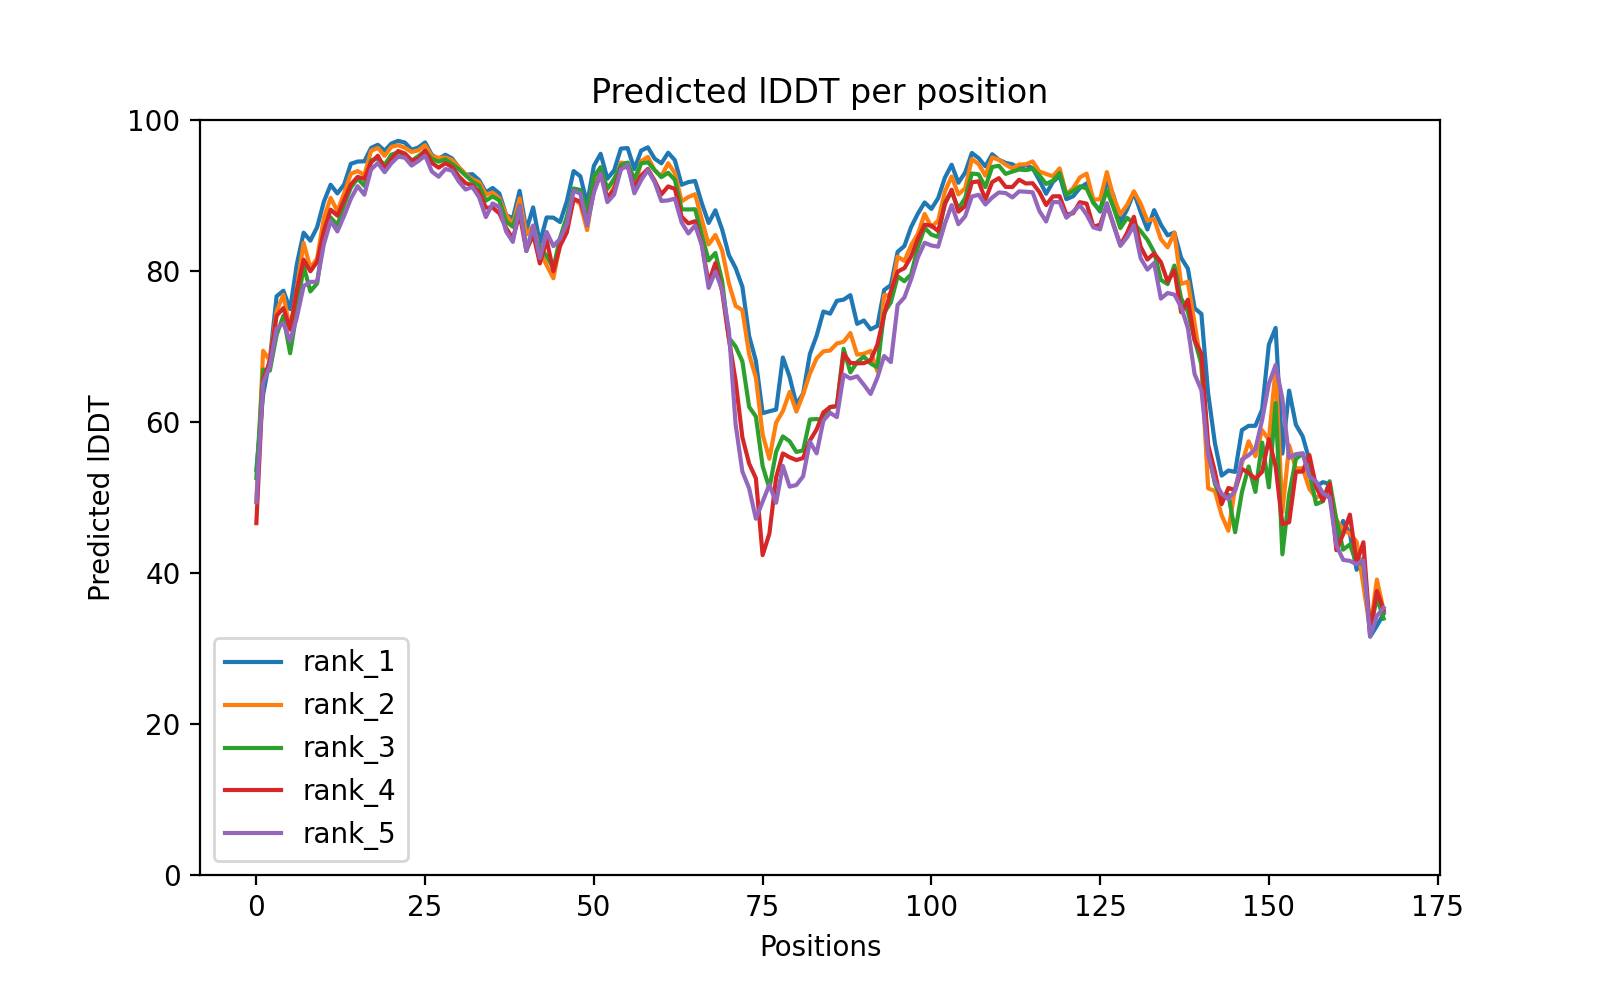 Predicted lDDT per position
Predicted lDDT
100
80
60
40
20
0
rank_1
rank_2
rank_3
rank_4
rank_5
0 25 50 75 100 125 150 175
Positions